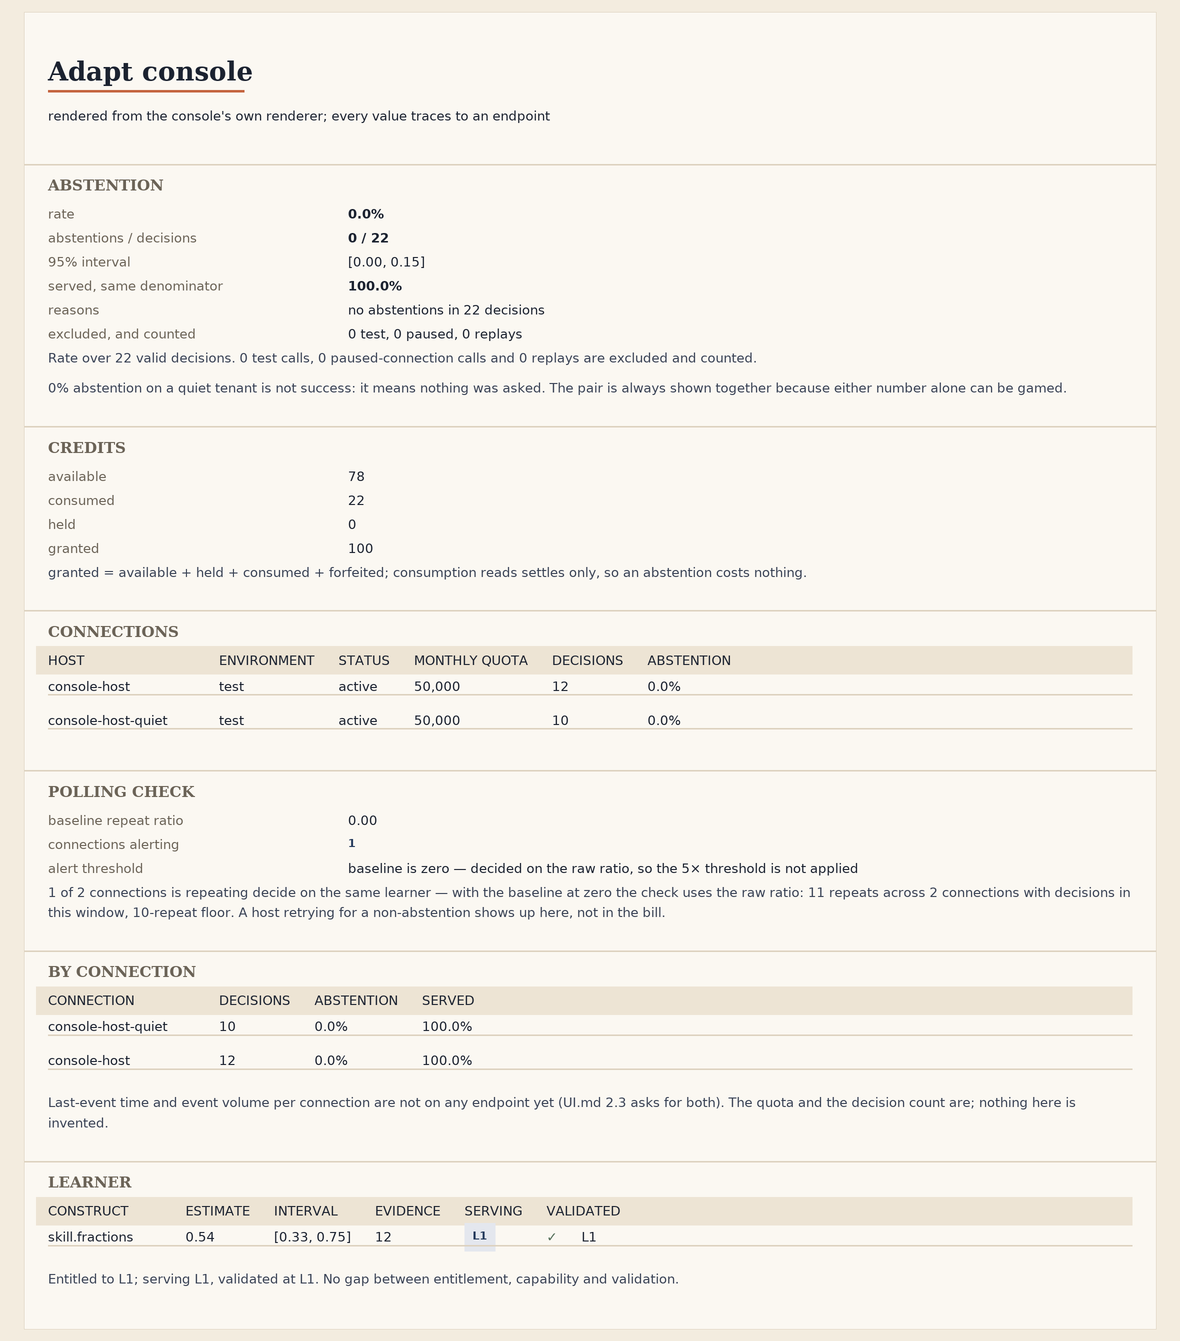 Adapt console
rendered from the console's own renderer; every value traces to an endpoint
ABSTENTION
rate 0.0%
abstentions / decisions 0 / 22
95% interval [0.00, 0.15]
served, same denominator 100.0%
reasons no abstentions in 22 decisions
excluded, and counted 0 test, 0 paused, 0 replays
Rate over 22 valid decisions. 0 test calls, 0 paused-connection calls and 0 replays are excluded and counted.
0% abstention on a quiet tenant is not success: it means nothing was asked. The pair is always shown together because either number alone can be gamed.
CREDITS
available 78
consumed 22
held 0
granted 100
granted = available + held + consumed + forfeited; consumption reads settles only, so an abstention costs nothing.
CONNECTIONS
HOST ENVIRONMENT STATUS MONTHLY QUOTA DECISIONS ABSTENTION
console-host test active 50,000 12 0.0%
console-host-quiet test active 50,000 10 0.0%
POLLING CHECK
baseline repeat ratio 0.00
connections alerting 1
alert threshold baseline is zero — decided on the raw ratio, so the 5× threshold is not applied
1 of 2 connections is repeating decide on the same learner — with the baseline at zero the check uses the raw ratio: 11 repeats across 2 connections with decisions in
this window, 10-repeat floor. A host retrying for a non-abstention shows up here, not in the bill.
BY CONNECTION
CONNECTION DECISIONS ABSTENTION SERVED
console-host-quiet 10 0.0% 100.0%
console-host 12 0.0% 100.0%
Last-event time and event volume per connection are not on any endpoint yet (UI.md 2.3 asks for both). The quota and the decision count are; nothing here is
invented.
LEARNER
CONSTRUCT ESTIMATE INTERVAL EVIDENCE SERVING VALIDATED
skill.fractions 0.54 [0.33, 0.75] 12 L1 ✓ L1
Entitled to L1; serving L1, validated at L1. No gap between entitlement, capability and validation.